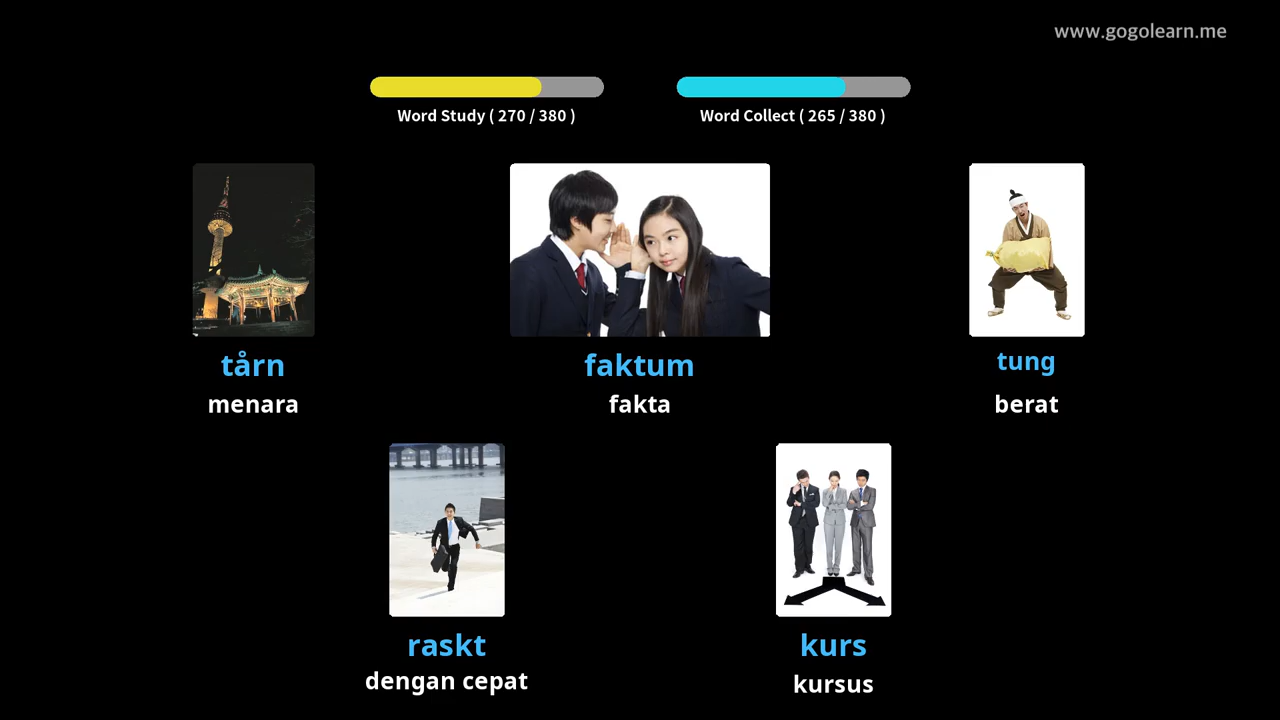 www.gogolearn.me
Word Study ( 270 / 380 )
Word Collect ( 265 / 380 )
tårn
menara
faktum
fakta
tung
berat
raskt
dengan cepat
kurs
kursus